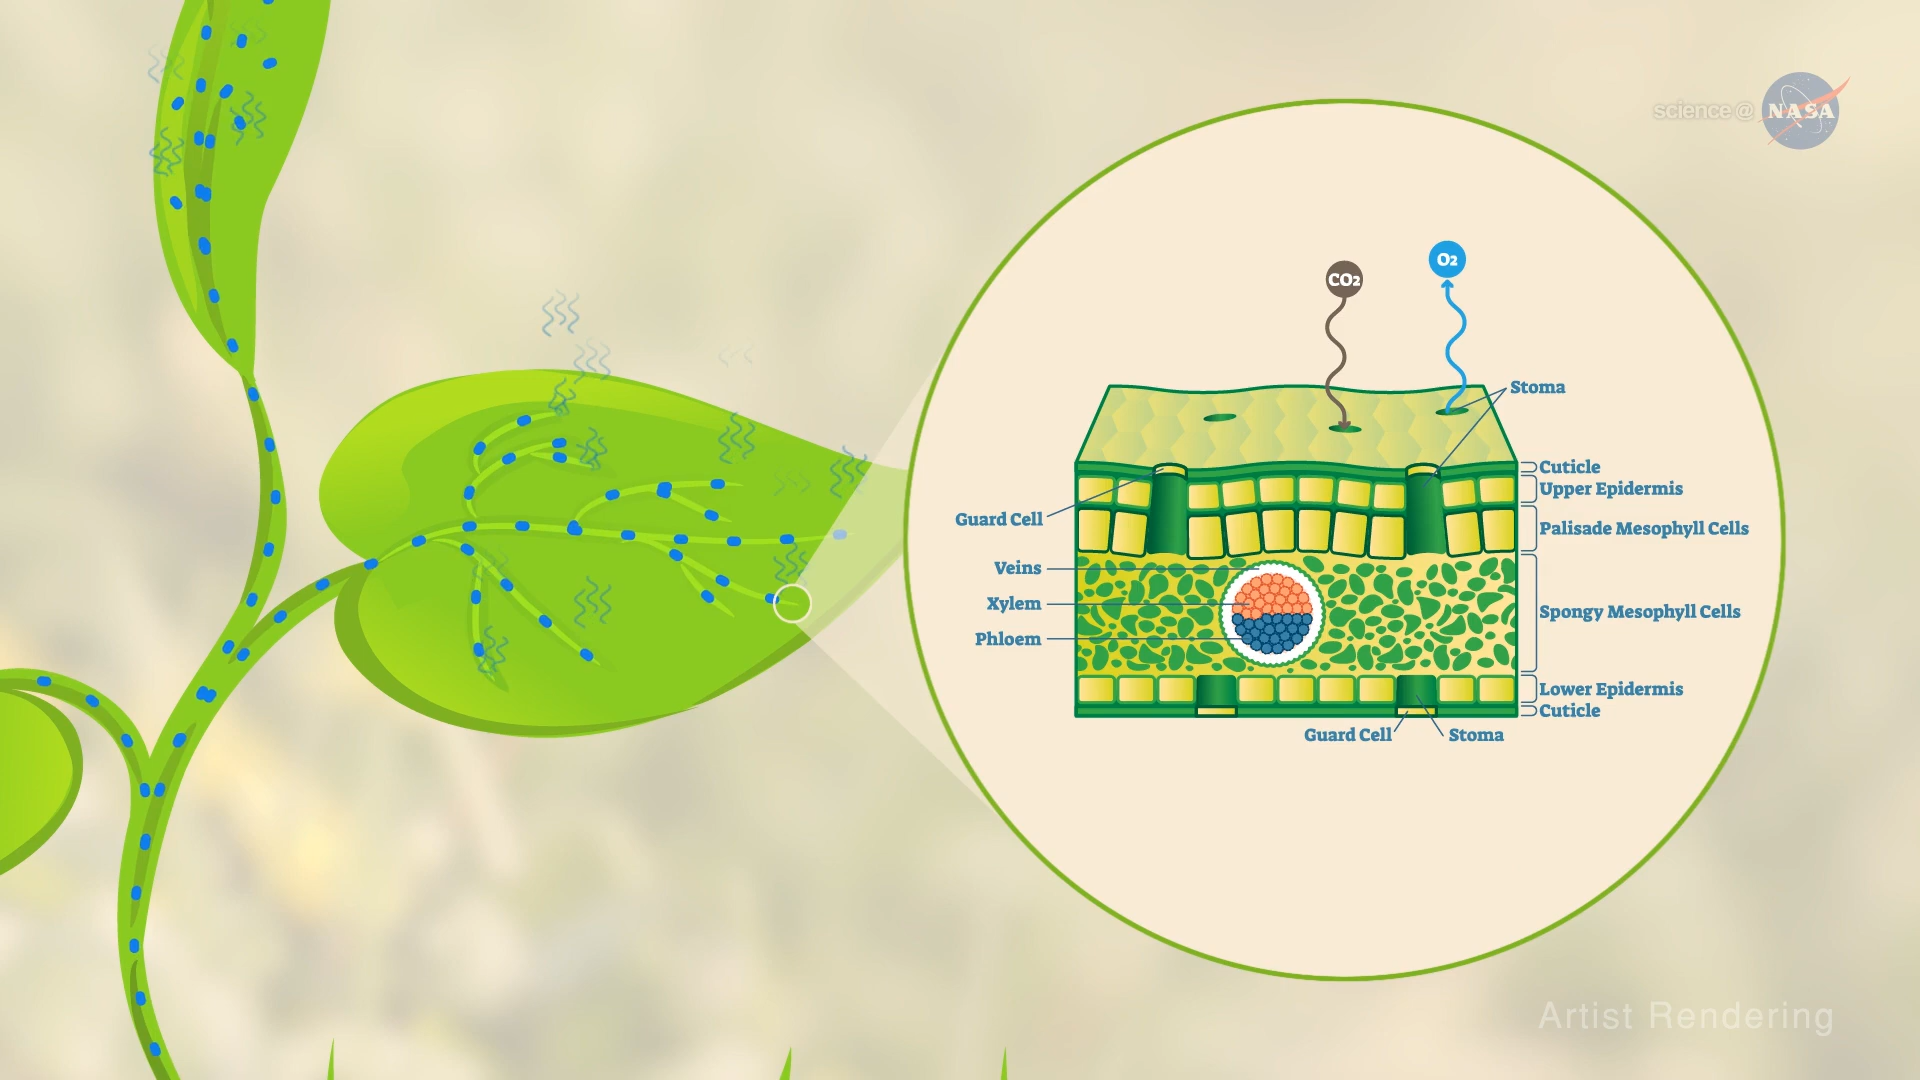 science @ NASA
CO2
O2
Stoma
Cuticle
Upper Epidermis
Guard Cell
Palisade Mesophyll Cells
Veins
Xylem
Spongy Mesophyll Cells
Phloem
Lower Epidermis
Cuticle
Guard Cell
Stoma
Artist Rendering